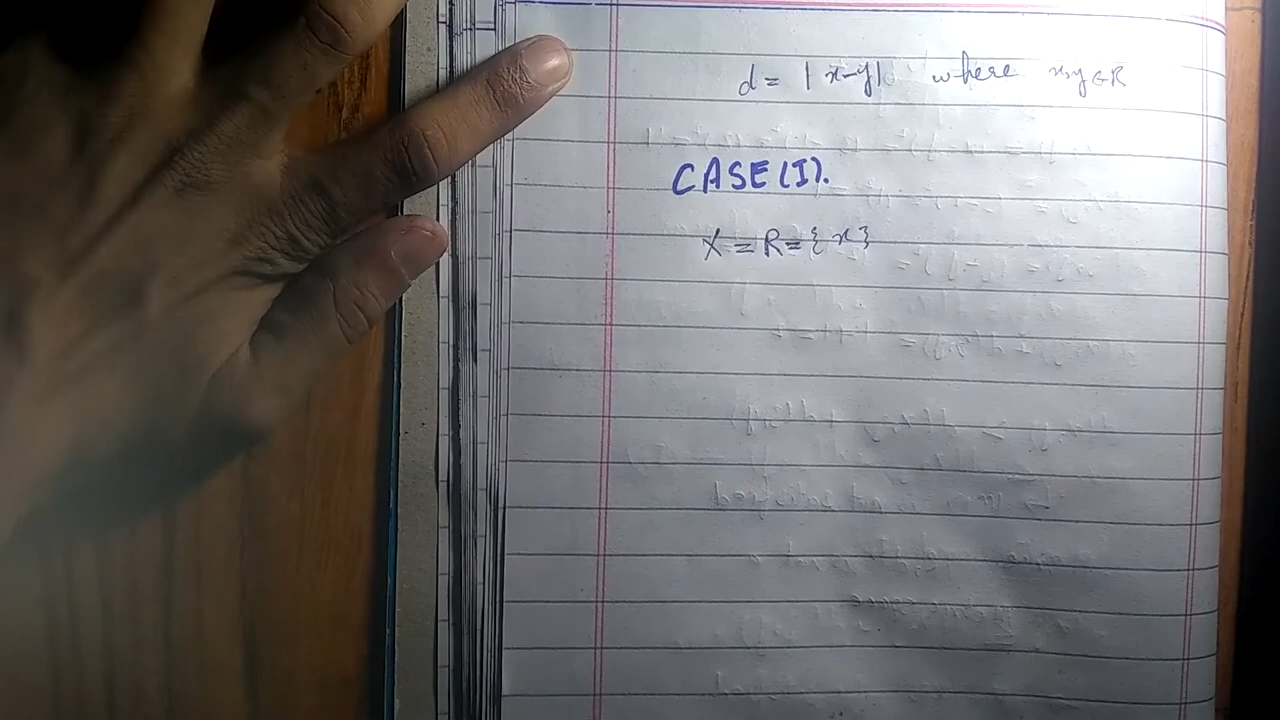 d = |x-y| where x,y∈R
CASE(I).
X = R = {x}